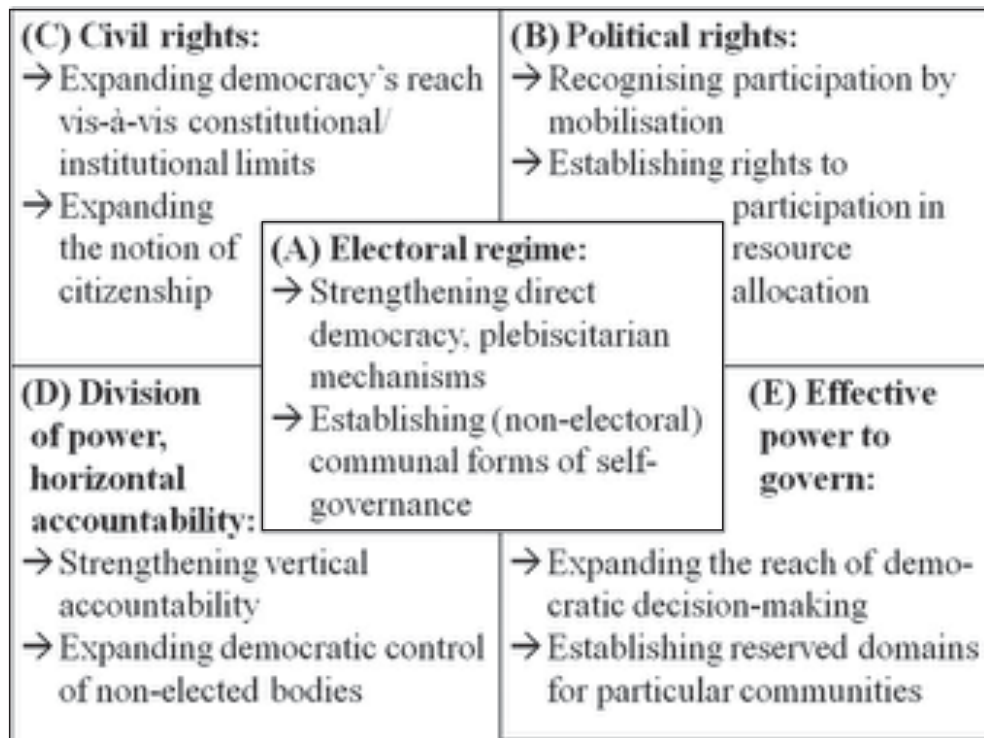 (C) Civil rights:
→ Expanding democracy`s reach
vis-à-vis constitutional/
institutional limits
→ Expanding
the notion of
citizenship
(B) Political rights:
→ Recognising participation by
mobilisation
→ Establishing rights to
participation in
resource
allocation
(A) Electoral regime:
→ Strengthening direct
democracy, plebiscitarian
mechanisms
→ Establishing (non-electoral)
communal forms of self-
governance
(D) Division
of power,
horizontal
accountability:
→ Strengthening vertical
accountability
→ Expanding democratic control
of non-elected bodies
(E) Effective
power to
govern:
→ Expanding the reach of demo-
cratic decision-making
→ Establishing reserved domains
for particular communities